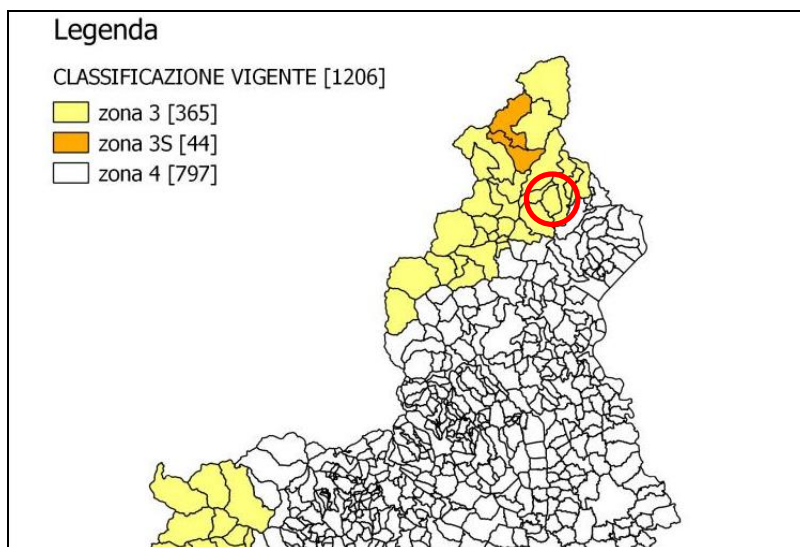 Legenda
CLASSIFICAZIONE VIGENTE [1206]
zona 3 [365]
zona 3S [44]
zona 4 [797]